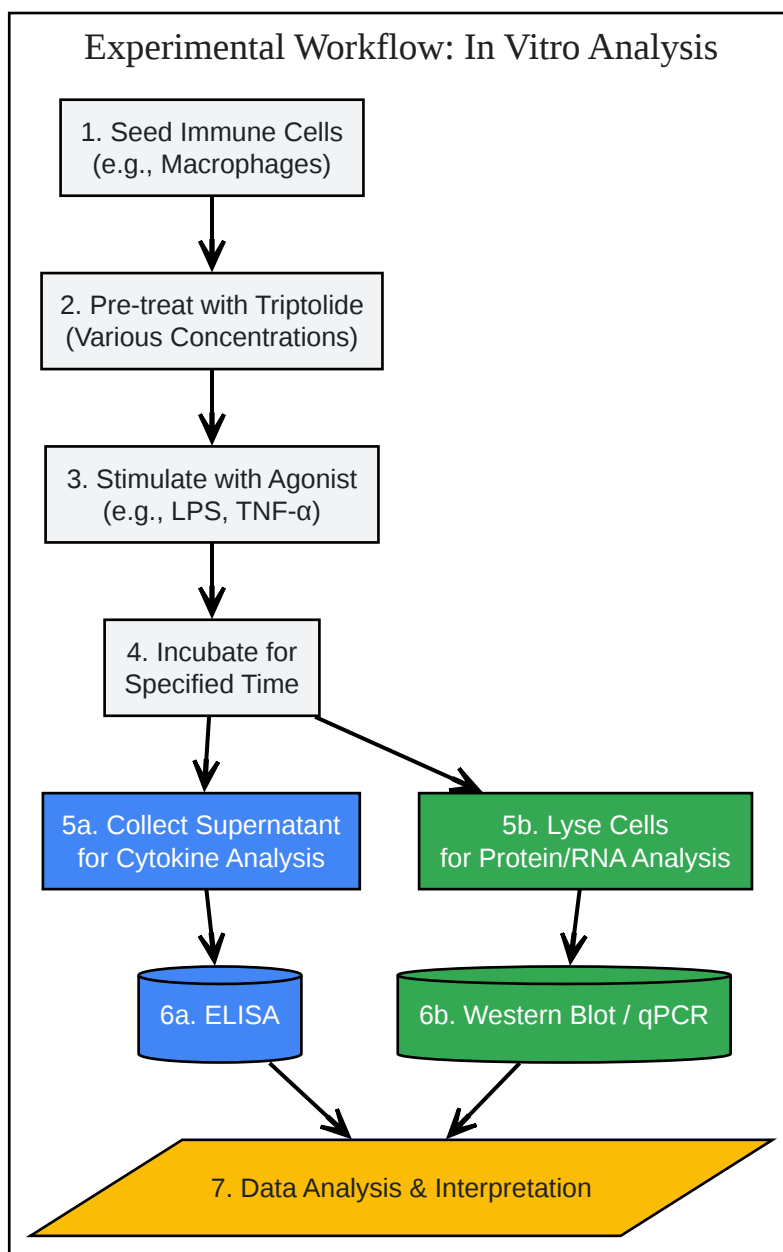 Experimental Workflow: In Vitro Analysis
1. Seed Immune Cells
(e.g., Macrophages)
2. Pre-treat with Triptolide
(Various Concentrations)
3. Stimulate with Agonist
(e.g., LPS, TNF-α)
4. Incubate for
Specified Time
5a. Collect Supernatant
for Cytokine Analysis
5b. Lyse Cells
for Protein/RNA Analysis
6a. ELISA
6b. Western Blot / qPCR
7. Data Analysis & Interpretation